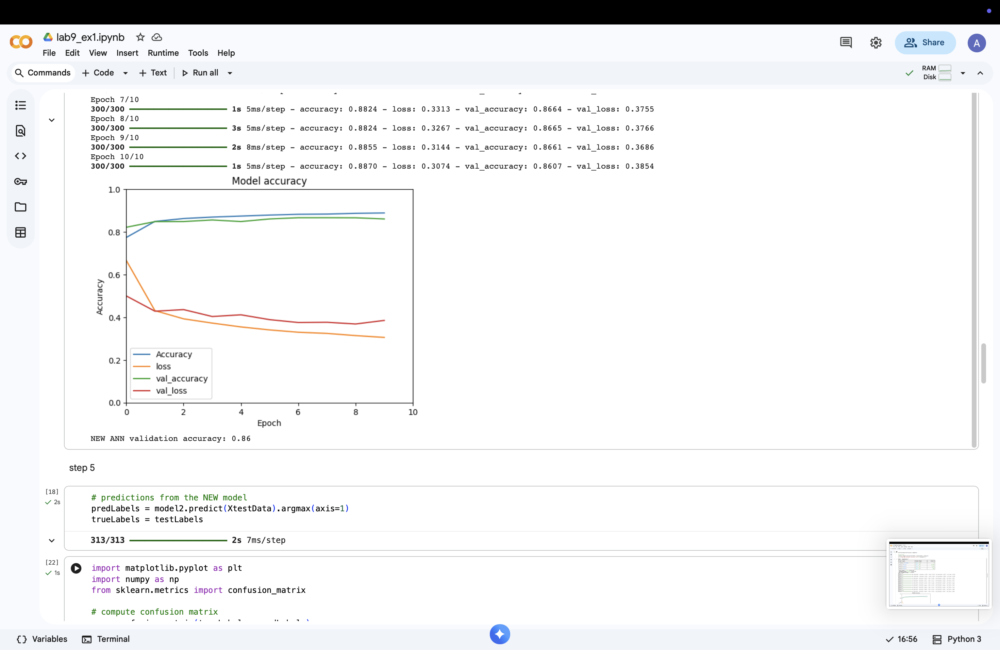 lab9_ex1.ipynb
File Edit View Insert Runtime Tools Help
Share
A
Commands + Code + Text Run all
RAM
Disk
Epoch 7/10
300/300 1s 5ms/step - accuracy: 0.8824 - loss: 0.3313 - val_accuracy: 0.8664 - val_loss: 0.3755
Epoch 8/10
300/300 3s 5ms/step - accuracy: 0.8824 - loss: 0.3267 - val_accuracy: 0.8665 - val_loss: 0.3766
Epoch 9/10
300/300 2s 8ms/step - accuracy: 0.8855 - loss: 0.3144 - val_accuracy: 0.8661 - val_loss: 0.3686
Epoch 10/10
300/300 1s 5ms/step - accuracy: 0.8870 - loss: 0.3074 - val_accuracy: 0.8607 - val_loss: 0.3854
Model accuracy
1.0
0.8
0.6
0.4
0.2
0.0
Accuracy
Accuracy
loss
val_accuracy
val_loss
0 2 4 6 8 10
Epoch
NEW ANN validation accuracy: 0.86
step 5
[18]
2s
# predictions from the NEW model
predLabels = model2.predict(XtestData).argmax(axis=1)
trueLabels = testLabels
313/313 2s 7ms/step
[22]
1s
import matplotlib.pyplot as plt
import numpy as np
from sklearn.metrics import confusion_matrix
# compute confusion matrix
Variables Terminal
16:56 Python 3